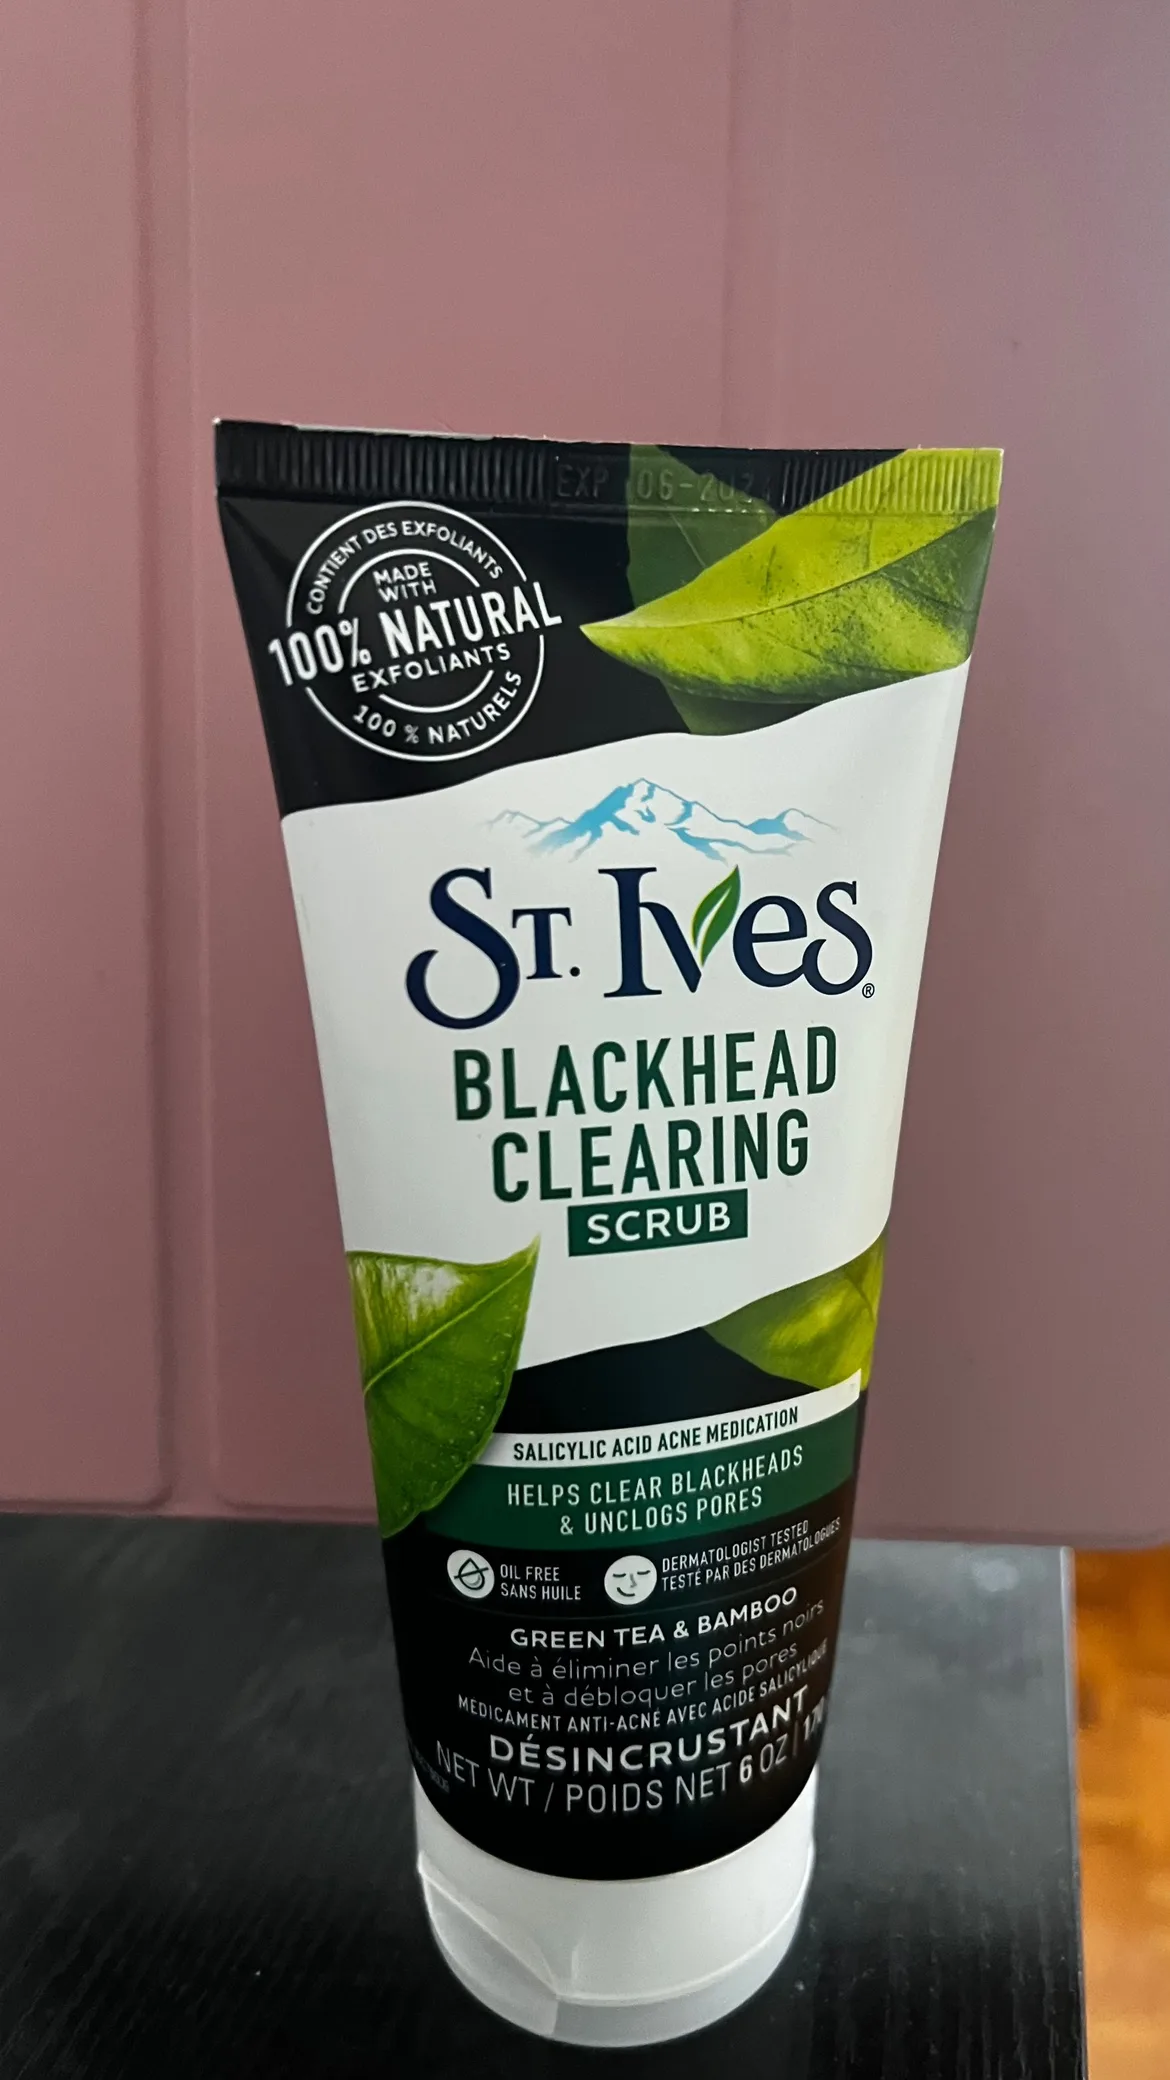 EXP 06-202
CONTIENT DES EXFOLIANTS
MADE
WITH
100% NATURAL
EXFOLIANTS
100 % NATURELS
ST. IVES®
BLACKHEAD
CLEARING
SCRUB
SALICYLIC ACID ACNE MEDICATION
HELPS CLEAR BLACKHEADS
& UNCLOGS PORES
OIL FREE
SANS HUILE
DERMATOLOGIST TESTED
TESTÉ PAR DES DERMATOLOGUES
GREEN TEA & BAMBOO
Aide à éliminer les points noirs
et à débloquer les pores
MEDICAMENT ANTI-ACNÉ AVEC ACIDE SALICYLIQUE
DÉSINCRUSTANT
NET WT / POIDS NET 6 OZ | 170